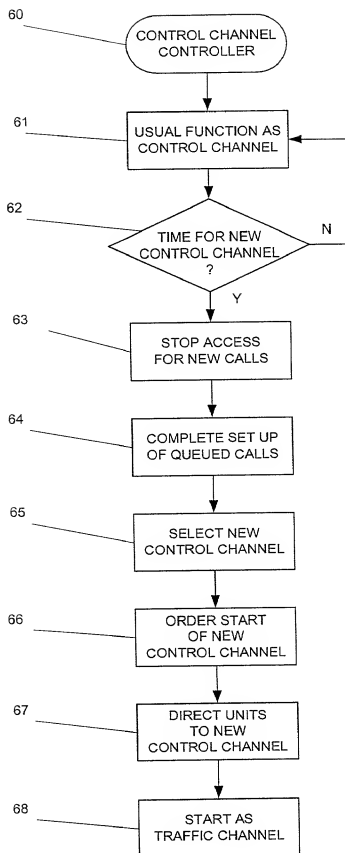 60
CONTROL CHANNEL
CONTROLLER
61
USUAL FUNCTION AS
CONTROL CHANNEL
62
TIME FOR NEW
CONTROL CHANNEL
?
N
Y
63
STOP ACCESS
FOR NEW CALLS
64
COMPLETE SET UP
OF QUEUED CALLS
65
SELECT NEW
CONTROL CHANNEL
66
ORDER START
OF NEW
CONTROL CHANNEL
67
DIRECT UNITS
TO NEW
CONTROL CHANNEL
68
START AS
TRAFFIC CHANNEL